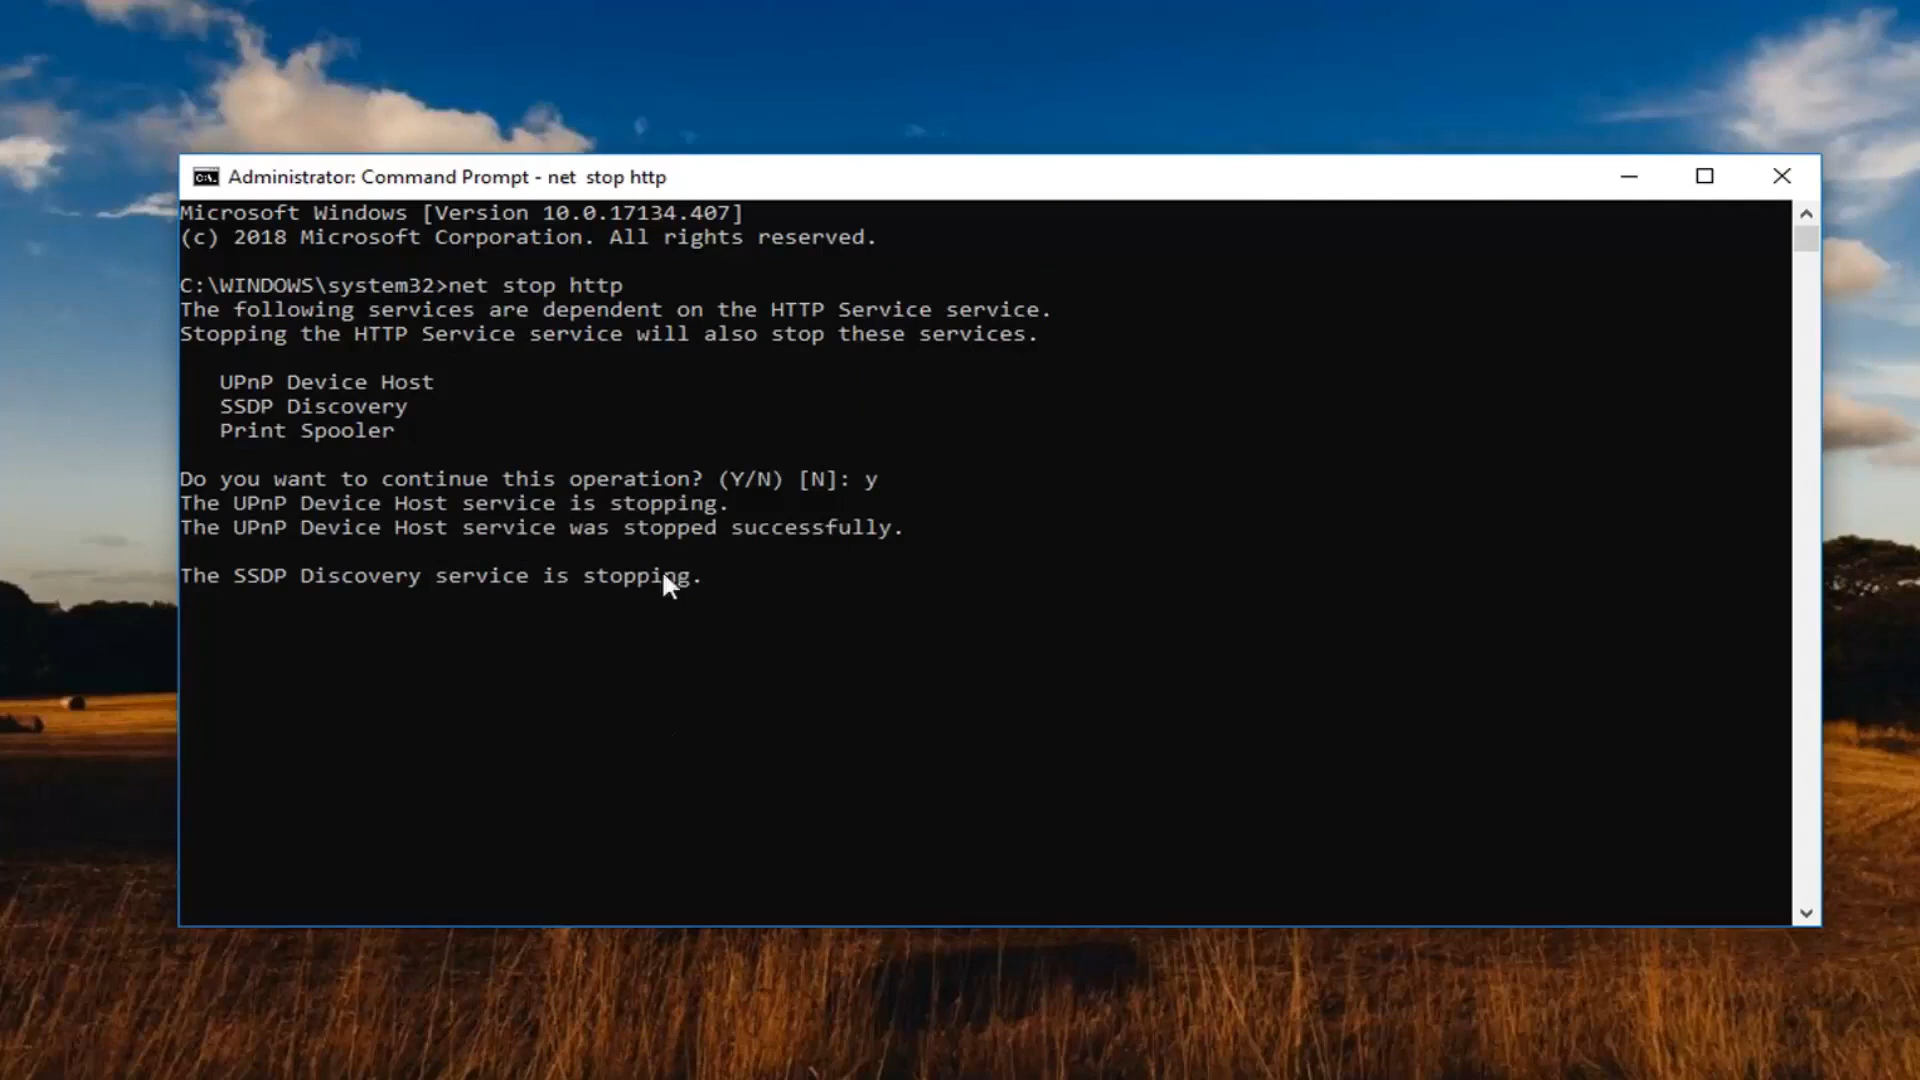 Administrator: Command Prompt - net  stop http
Microsoft Windows [Version 10.0.17134.407]
(c) 2018 Microsoft Corporation. All rights reserved.
C:\WINDOWS\system32>net stop http
The following services are dependent on the HTTP Service service.
Stopping the HTTP Service service will also stop these services.
UPnP Device Host
SSDP Discovery
Print Spooler
Do you want to continue this operation? (Y/N) [N]: y
The UPnP Device Host service is stopping.
The UPnP Device Host service was stopped successfully.
The SSDP Discovery service is stopping.